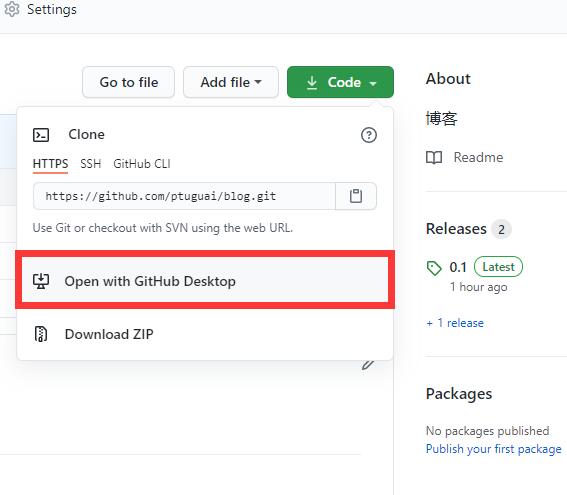 Settings
Go to file
Add file
Code
Clone
HTTPS SSH GitHub CLI
https://github.com/ptuguai/blog.git
Use Git or checkout with SVN using the web URL.
Open with GitHub Desktop
Download ZIP
About
博客
Readme
Releases 2
0.1 Latest
1 hour ago
+ 1 release
Packages
No packages published
Publish your first package